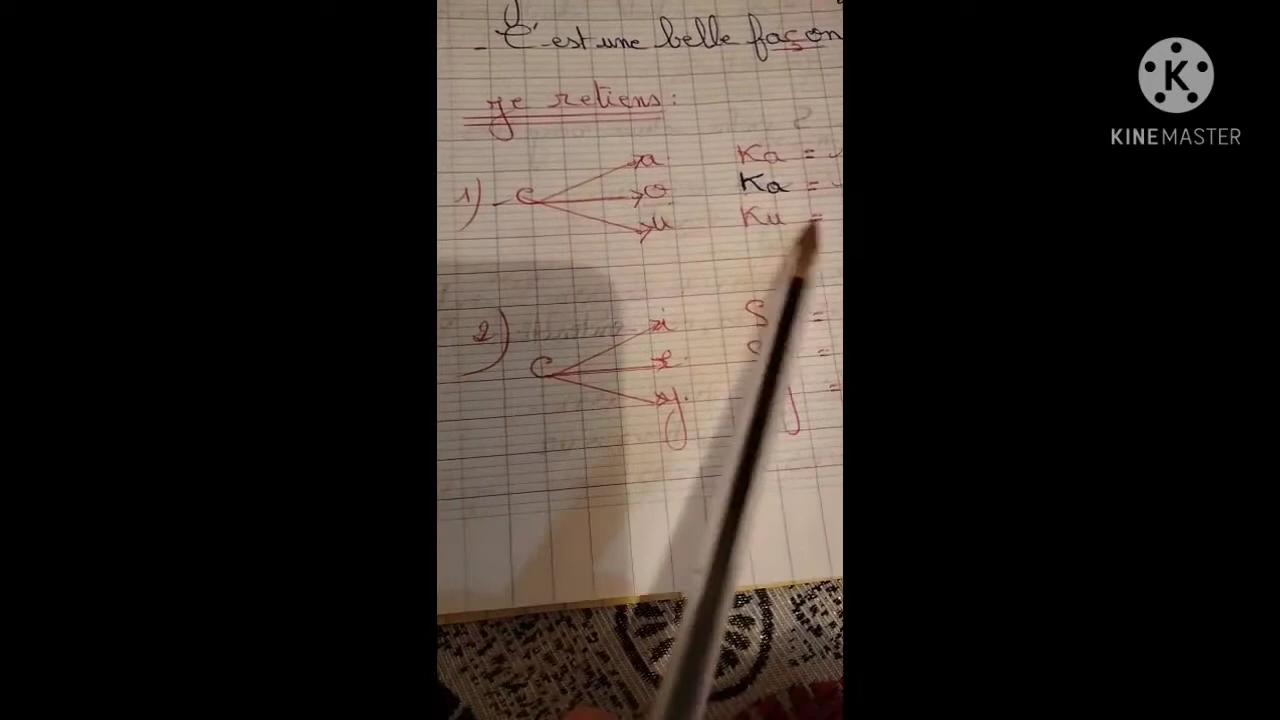 - C'est une belle façon
je retiens:
1) - c a Ka =
o Ka =
u Ku =
2) c i S =
e =
y y =
K
KINEMASTER